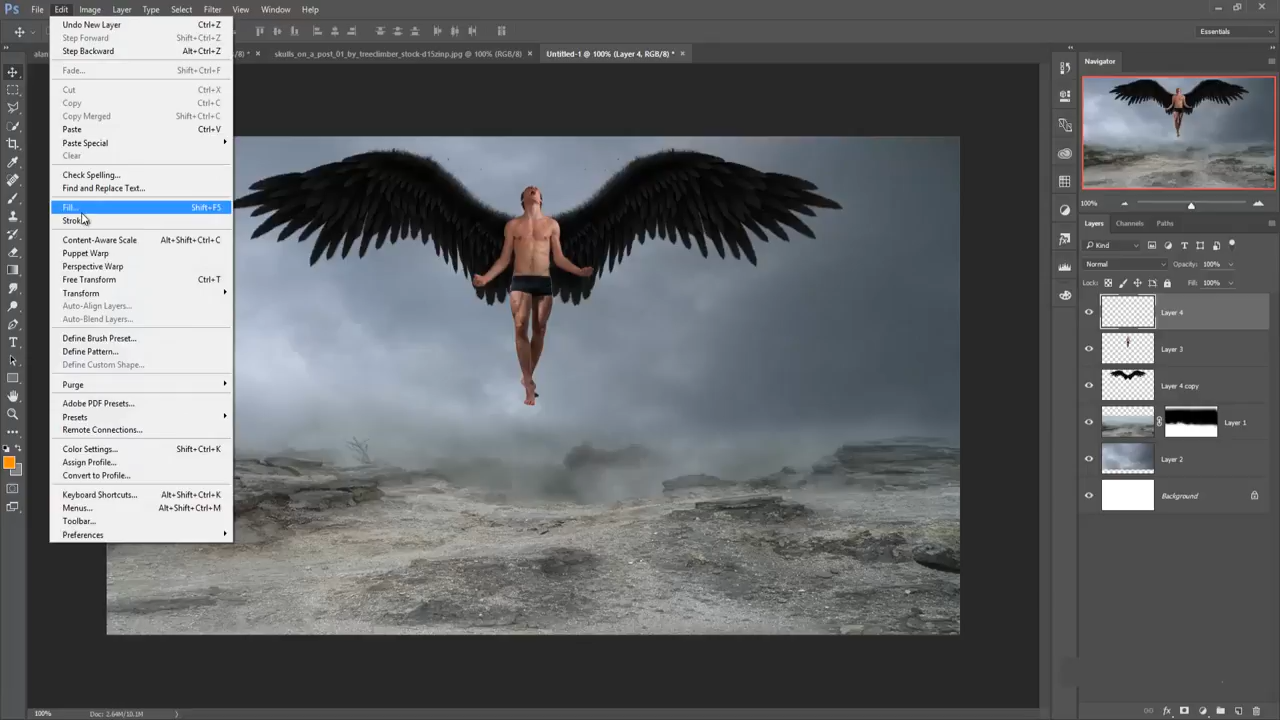 Ps File Edit Image Layer Type Select Filter View Window Help
Essentials
skulls_on_a_post_01_by_treeclimber_stock-d15zinp.jpg @ 100% (RGB/8) ×
Untitled-1 @ 100% (Layer 4, RGB/8) * ×
Undo New Layer Ctrl+Z
Step Forward Shift+Ctrl+Z
Step Backward Alt+Ctrl+Z
Fade... Shift+Ctrl+F
Cut Ctrl+X
Copy Ctrl+C
Copy Merged Shift+Ctrl+C
Paste Ctrl+V
Paste Special
Clear
Check Spelling...
Find and Replace Text...
Fill... Shift+F5
Content-Aware Scale Alt+Shift+Ctrl+C
Puppet Warp
Perspective Warp
Free Transform Ctrl+T
Transform
Auto-Align Layers...
Auto-Blend Layers...
Define Brush Preset...
Define Pattern...
Define Custom Shape...
Purge
Adobe PDF Presets...
Presets
Remote Connections...
Color Settings... Shift+Ctrl+K
Assign Profile...
Convert to Profile...
Keyboard Shortcuts... Alt+Shift+Ctrl+K
Menus... Alt+Shift+Ctrl+M
Toolbar...
Preferences
Navigator
100%
Layers Channels Paths
Kind
Normal Opacity: 100%
Lock: Fill: 100%
Layer 4
Layer 3
Layer 4 copy
Layer 1
Layer 2
Background
100% Doc: 2.64M/10.1M